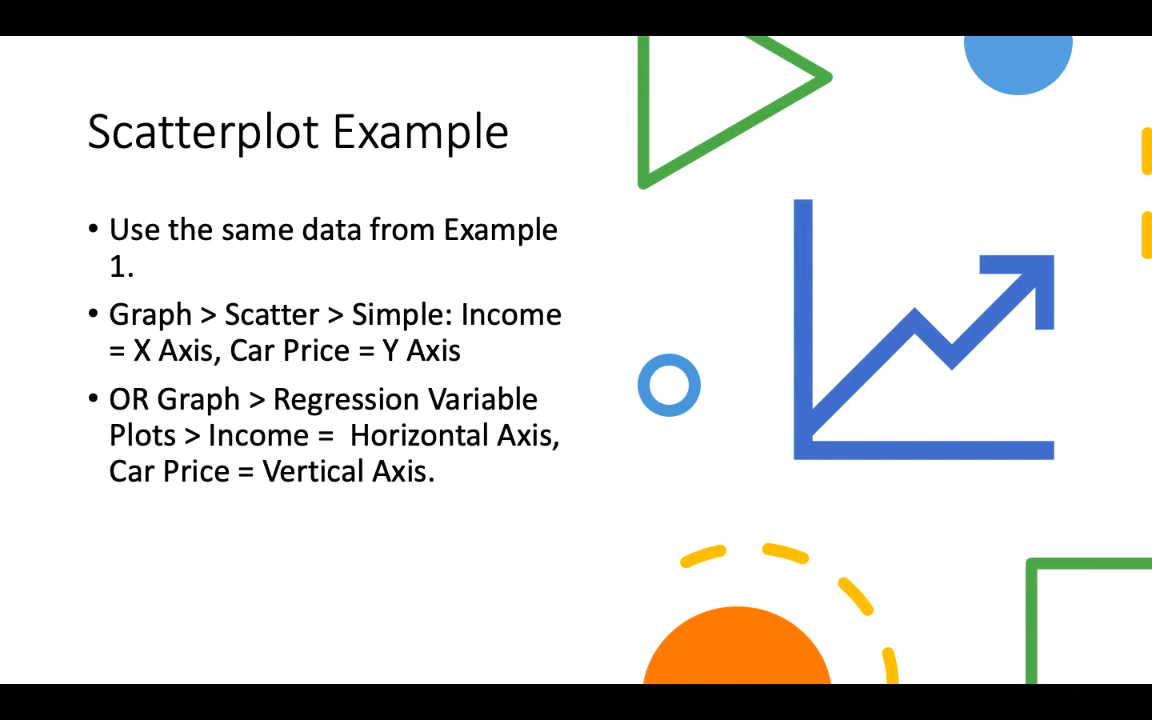 Scatterplot Example
• Use the same data from Example
1.
• Graph > Scatter > Simple: Income
= X Axis, Car Price = Y Axis
• OR Graph > Regression Variable
Plots > Income =  Horizontal Axis,
Car Price = Vertical Axis.